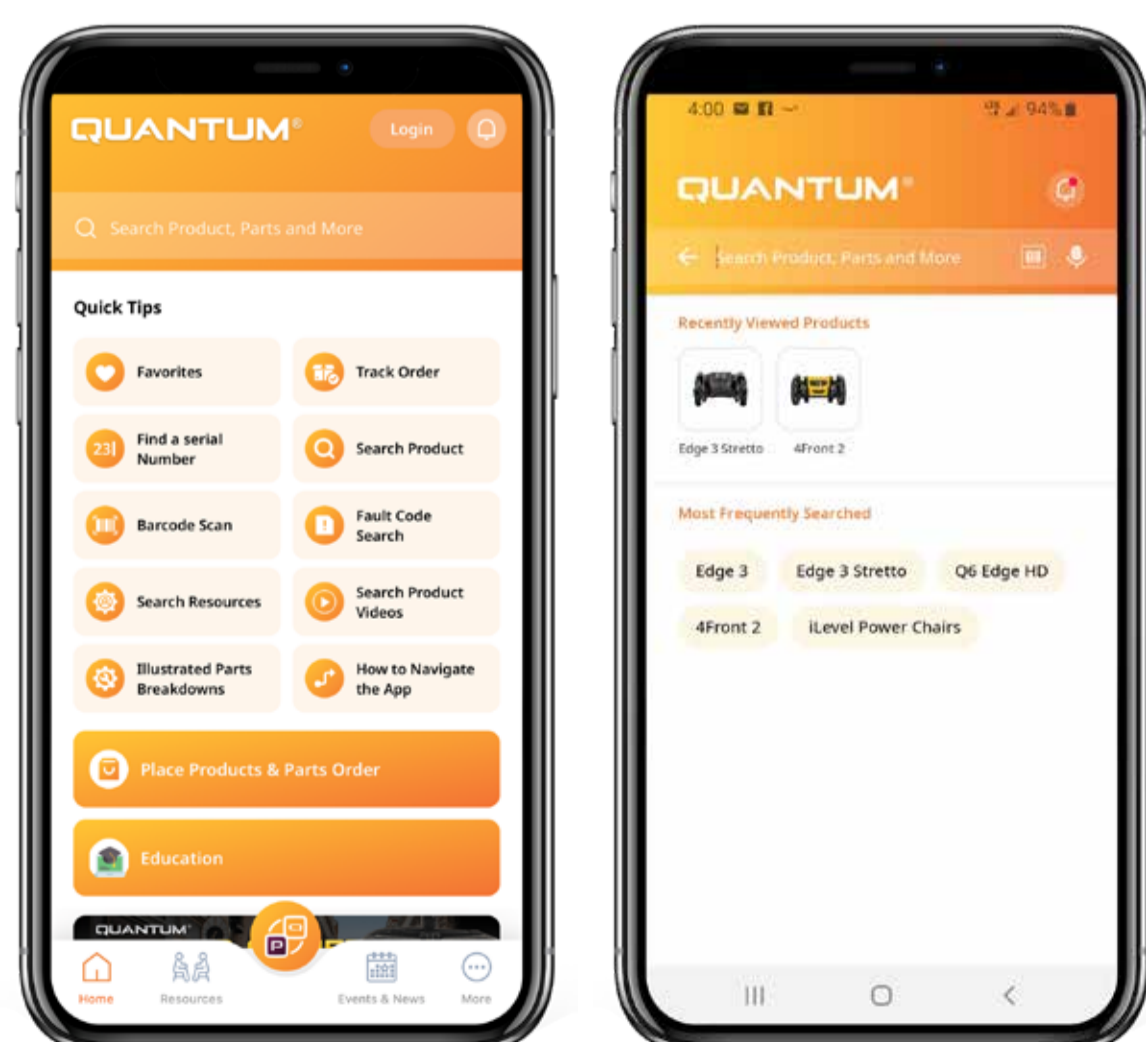 QUANTUM®
Login
Search Product, Parts and More
Quick Tips
Favorites
Track Order
23
Find a serial
Number
Search Product
Barcode Scan
Fault Code
Search
Search Resources
Search Product
Videos
Illustrated Parts
Breakdowns
How to Navigate
the App
Place Products & Parts Order
Education
QUANTUM
P
Home
Resources
Events & News
More
4:00
94%
QUANTUM®
Search Product, Parts and More
Recently Viewed Products
Edge 3 Stretto
4Front 2
Most Frequently Searched
Edge 3
Edge 3 Stretto
Q6 Edge HD
4Front 2
iLevel Power Chairs